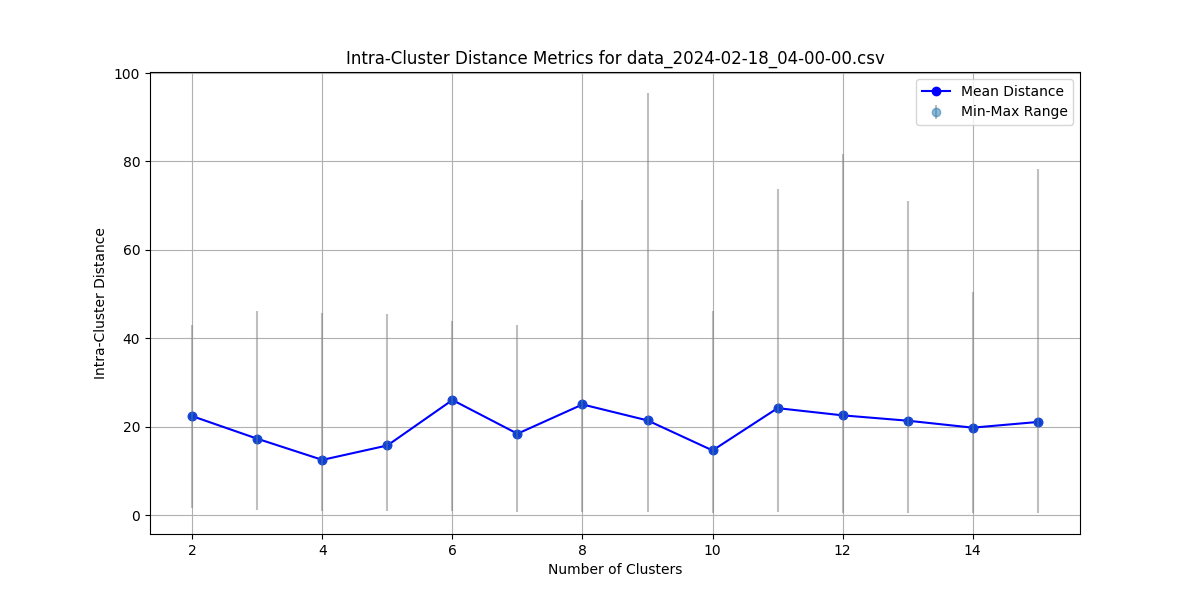 Intra-Cluster Distance Metrics for data_2024-02-18_04-00-00.csv
Mean Distance
Min-Max Range
100
80
60
40
20
0
Intra-Cluster Distance
2 4 6 8 10 12 14
Number of Clusters